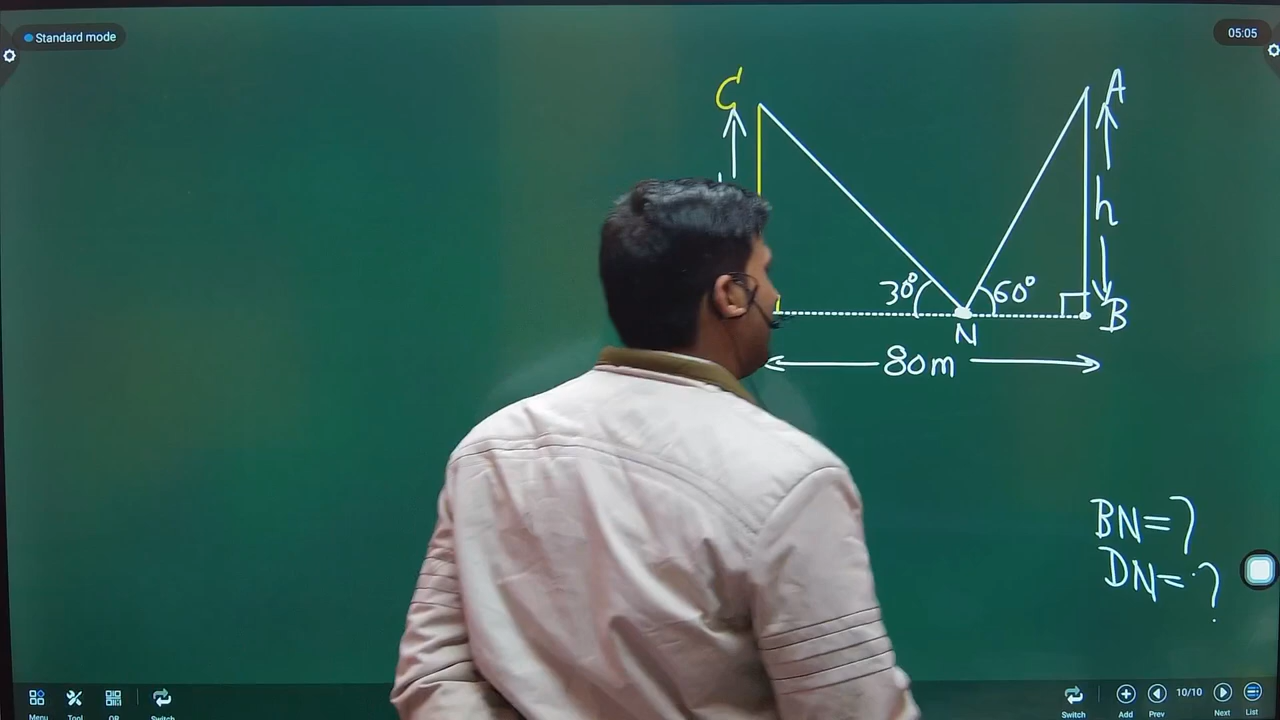 Standard mode
05:05
C A
h
30° 60°
N B
80m
BN=?
DN=?
Menu Tool QR Switch Switch Add Prev 10/10 Next List